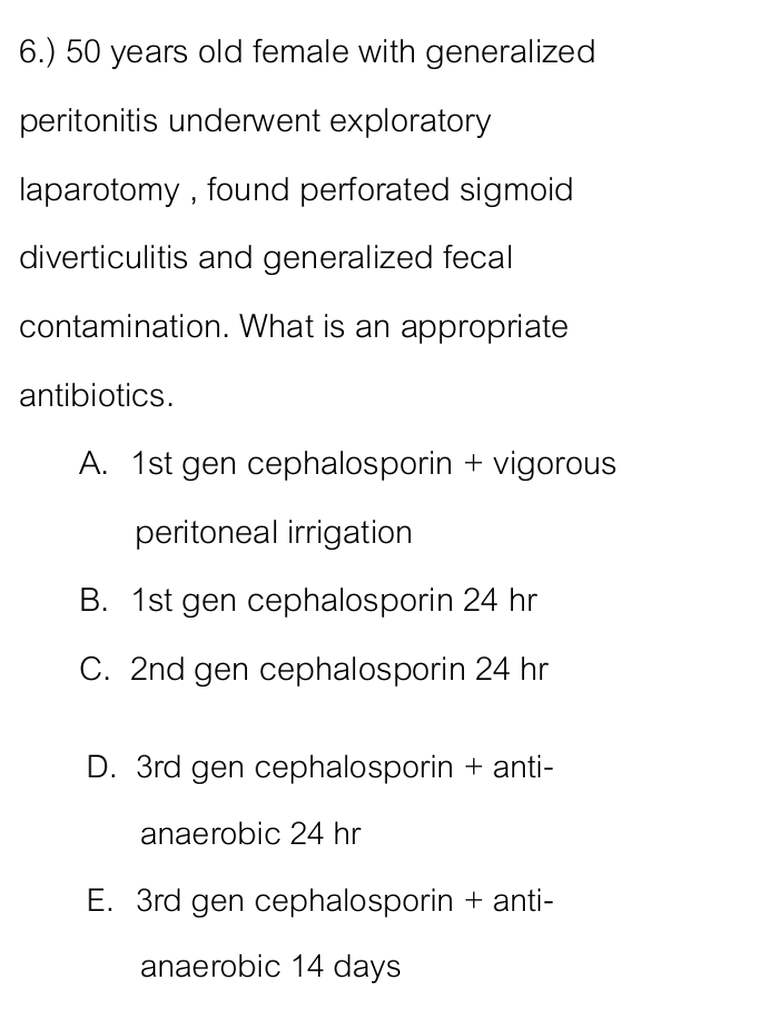 6.) 50 years old female with generalized
peritonitis underwent exploratory
laparotomy , found perforated sigmoid
diverticulitis and generalized fecal
contamination. What is an appropriate
antibiotics.
A. 1st gen cephalosporin + vigorous
peritoneal irrigation
B. 1st gen cephalosporin 24 hr
C. 2nd gen cephalosporin 24 hr
D. 3rd gen cephalosporin + anti-
anaerobic 24 hr
E. 3rd gen cephalosporin + anti-
anaerobic 14 days